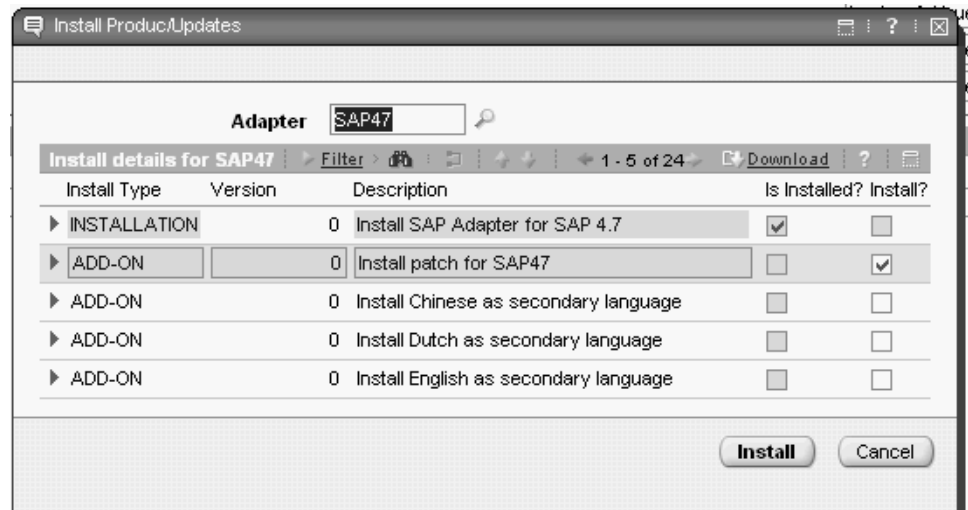 Install Produc/Updates
?
Adapter SAP47
Install details for SAP47 Filter 1 - 5 of 24 Download ?
Install Type Version Description Is Installed? Install?
INSTALLATION 0 Install SAP Adapter for SAP 4.7
ADD-ON 0 Install patch for SAP47
ADD-ON 0 Install Chinese as secondary language
ADD-ON 0 Install Dutch as secondary language
ADD-ON 0 Install English as secondary language
Install Cancel